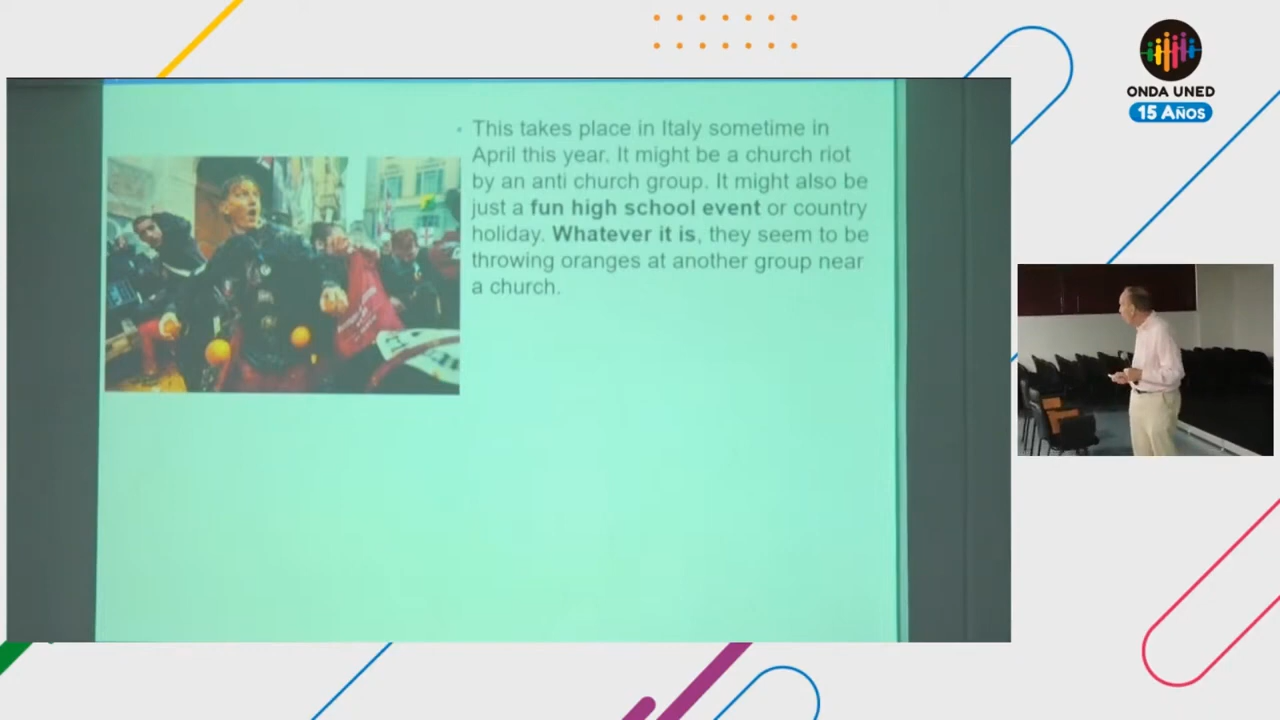 ONDA UNED
15 AÑOS
This takes place in Italy sometime in
April this year. It might be a church riot
by an anti church group. It might also be
just a fun high school event or country
holiday. Whatever it is, they seem to be
throwing oranges at another group near
a church.